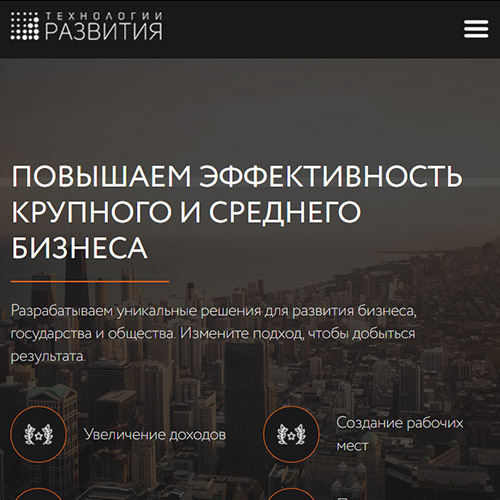 ТЕХНОЛОГИИ
РАЗВИТИЯ
ПОВЫШАЕМ ЭФФЕКТИВНОСТЬ
КРУПНОГО И СРЕДНЕГО
БИЗНЕСА
Разрабатываем уникальные решения для развития бизнеса,
государства и общества. Измените подход, чтобы добыться
результата.
Увеличение доходов
Создание рабочих
мест